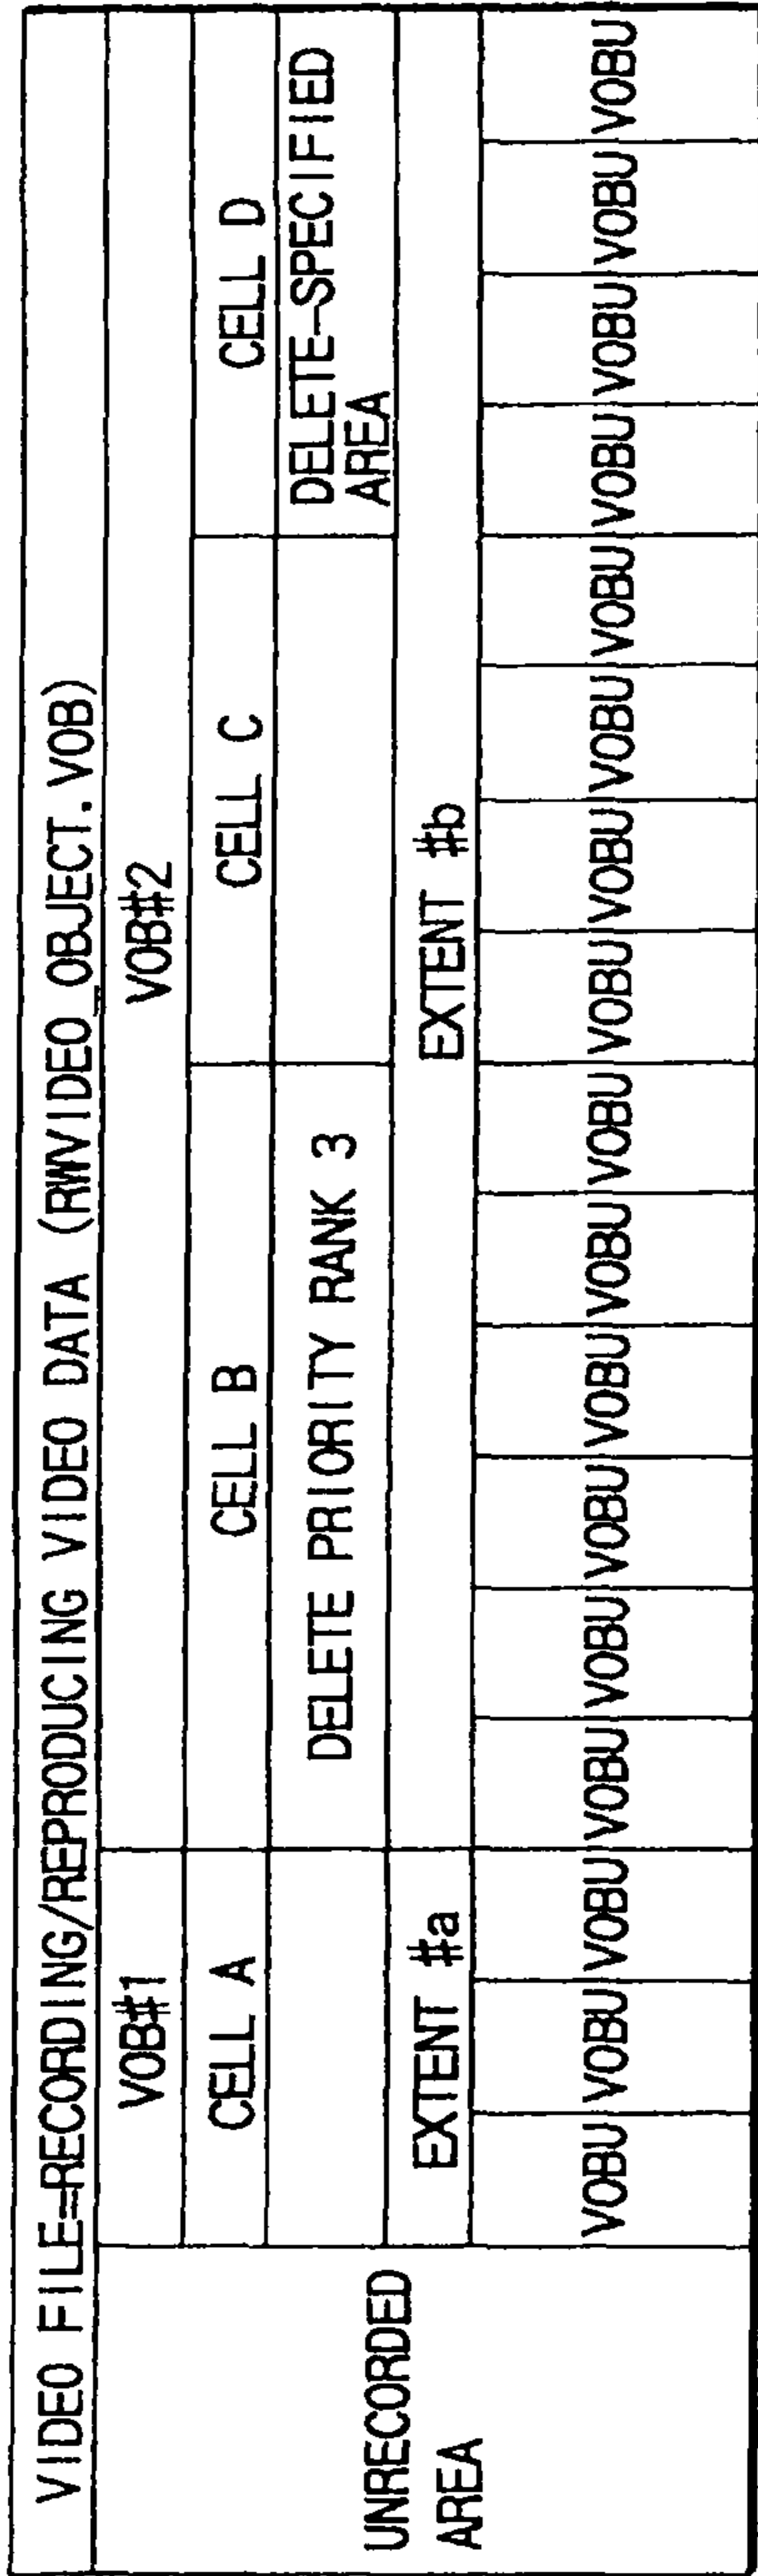 VIDEO FILE=RECORDING/REPRODUCING VIDEO DATA (RWVIDEO_OBJECT.VOB)
UNRECORDED
AREA
VOB#1 VOB#2
CELL A CELL B CELL C CELL D
DELETE PRIORITY RANK 3 DELETE-SPECIFIED
AREA
EXTENT #a EXTENT #b
VOBU VOBU VOBU VOBU VOBU VOBU VOBU VOBU VOBU VOBU VOBU VOBU VOBU VOBU VOBU VOBU VOBU